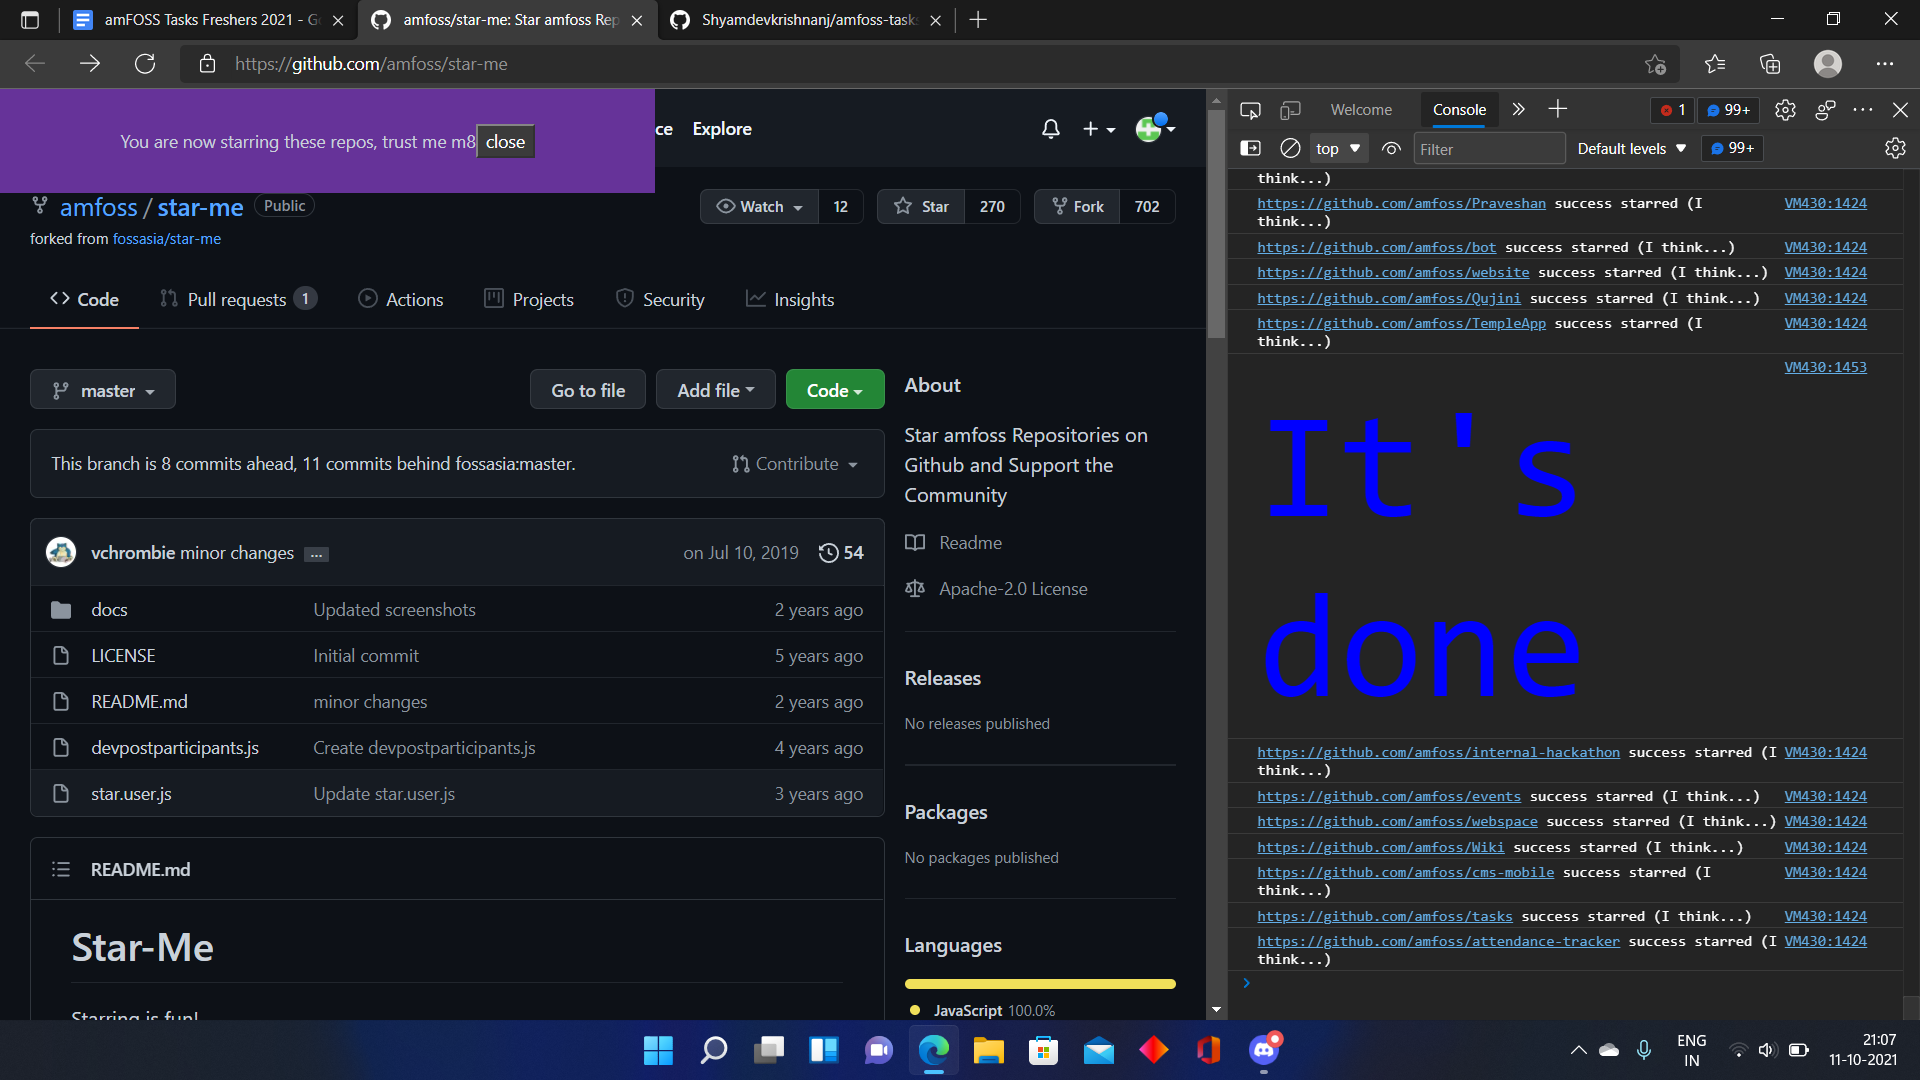 amFOSS Tasks Freshers 2021 - G
amfoss/star-me: Star amfoss Rep
Shyamdevkrishnanj/amfoss-task
https://github.com/amfoss/star-me
You are now starring these repos, trust me m8 close
ce Explore
amfoss / star-me Public
forked from fossasia/star-me
Watch 12
Star 270
Fork 702
Code
Pull requests 1
Actions
Projects
Security
Insights
master
Go to file
Add file
Code
This branch is 8 commits ahead, 11 commits behind fossasia:master.
Contribute
vchrombie minor changes ... on Jul 10, 2019 54
docs Updated screenshots 2 years ago
LICENSE Initial commit 5 years ago
README.md minor changes 2 years ago
devpostparticipants.js Create devpostparticipants.js 4 years ago
star.user.js Update star.user.js 3 years ago
README.md
Star-Me
Starring is fun!
About
Star amfoss Repositories on
Github and Support the
Community
Readme
Apache-2.0 License
Releases
No releases published
Packages
No packages published
Languages
JavaScript 100.0%
Welcome Console 1 99+
top Filter Default levels 99+
think...)
https://github.com/amfoss/Praveshan success starred (I VM430:1424
think...)
https://github.com/amfoss/bot success starred (I think...) VM430:1424
https://github.com/amfoss/website success starred (I think...) VM430:1424
https://github.com/amfoss/Qujini success starred (I think...) VM430:1424
https://github.com/amfoss/TempleApp success starred (I VM430:1424
think...)
VM430:1453
It's
done
https://github.com/amfoss/internal-hackathon success starred (I VM430:1424
think...)
https://github.com/amfoss/events success starred (I think...) VM430:1424
https://github.com/amfoss/webspace success starred (I think...) VM430:1424
https://github.com/amfoss/Wiki success starred (I think...) VM430:1424
https://github.com/amfoss/cms-mobile success starred (I VM430:1424
think...)
https://github.com/amfoss/tasks success starred (I think...) VM430:1424
https://github.com/amfoss/attendance-tracker success starred (I VM430:1424
think...)
ENG
IN
21:07
11-10-2021